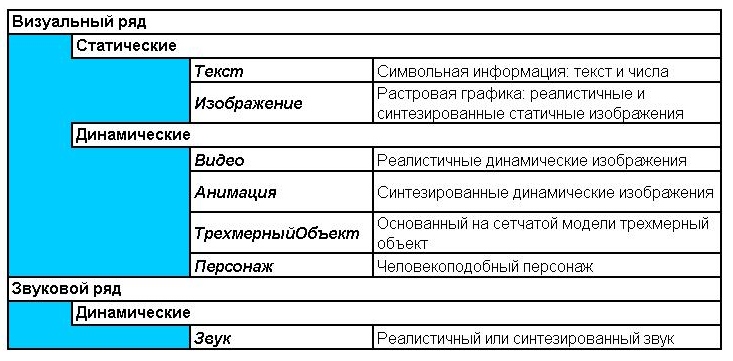 Визуальный ряд
Статические
Текст Символьная информация: текст и числа
Изображение Растровая графика: реалистичные и
синтезированные статичные изображения
Динамические
Видео Реалистичные динамические изображения
Анимация Синтезированные динамические изображения
ТрехмерныйОбъект Основанный на сетчатой модели трехмерный
объект
Персонаж Человекоподобный персонаж
Звуковой ряд
Динамические
Звук Реалистичный или синтезированный звук